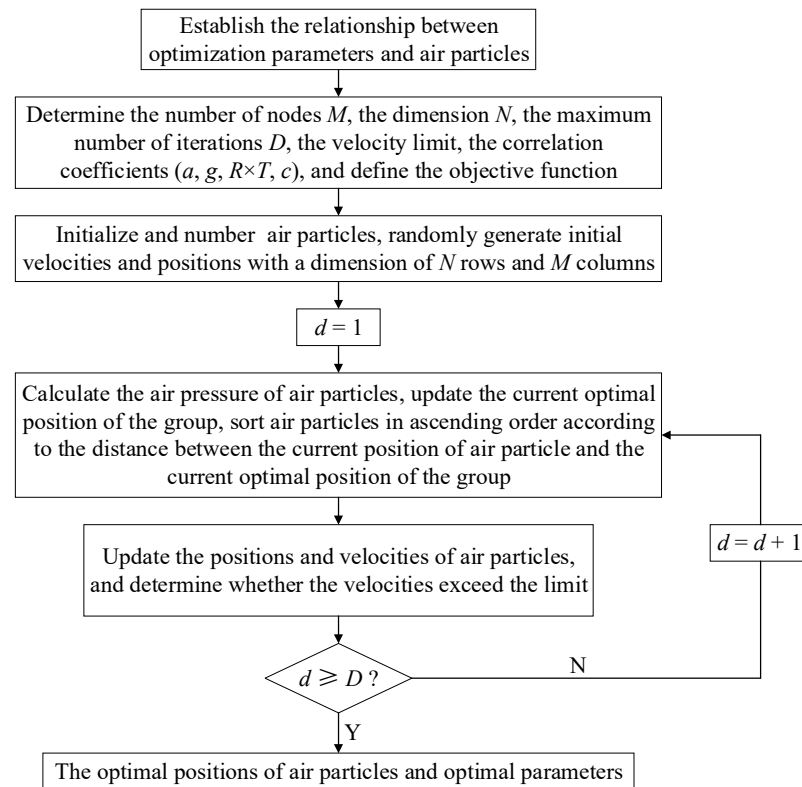 Establish the relationship between
optimization parameters and air particles
Determine the number of nodes M, the dimension N, the maximum
number of iterations D, the velocity limit, the correlation
coefficients (a, g, R×T, c), and define the objective function
Initialize and number air particles, randomly generate initial
velocities and positions with a dimension of N rows and M columns
d = 1
Calculate the air pressure of air particles, update the current optimal
position of the group, sort air particles in ascending order according
to the distance between the current position of air particle and the
current optimal position of the group
d = d + 1
Update the positions and velocities of air particles,
and determine whether the velocities exceed the limit
d ⩾ D ?
N
Y
The optimal positions of air particles and optimal parameters